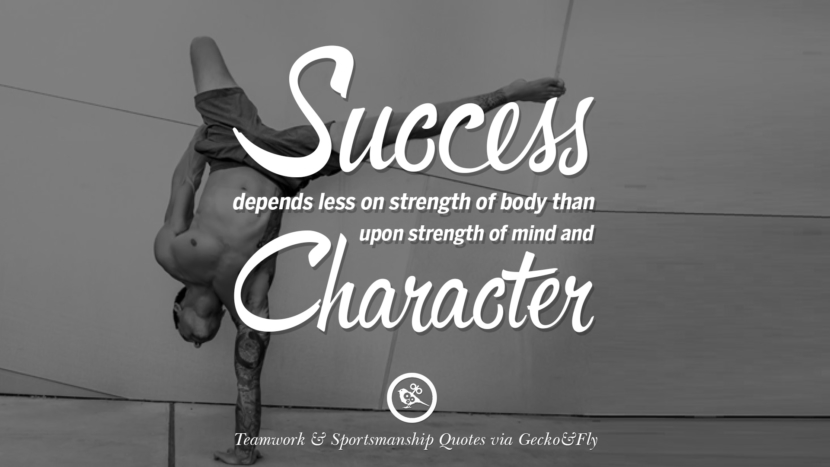 Success
depends less on strength of body than
upon strength of mind and
Character
Teamwork & Sportsmanship Quotes via Gecko&Fly